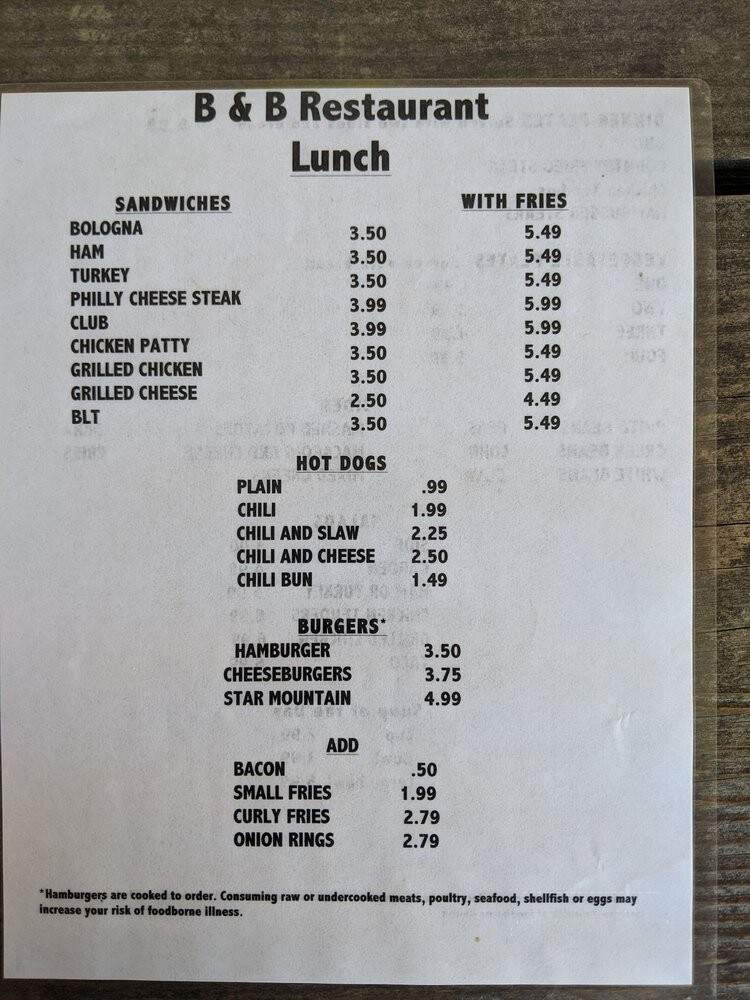 B & B Restaurant
Lunch
SANDWICHES WITH FRIES
BOLOGNA 3.50 5.49
HAM 3.50 5.49
TURKEY 3.50 5.49
PHILLY CHEESE STEAK 3.99 5.99
CLUB 3.99 5.99
CHICKEN PATTY 3.50 5.49
GRILLED CHICKEN 3.50 5.49
GRILLED CHEESE 2.50 4.49
BLT 3.50 5.49
HOT DOGS
PLAIN .99
CHILI 1.99
CHILI AND SLAW 2.25
CHILI AND CHEESE 2.50
CHILI BUN 1.49
BURGERS*
HAMBURGER 3.50
CHEESEBURGERS 3.75
STAR MOUNTAIN 4.99
ADD
BACON .50
SMALL FRIES 1.99
CURLY FRIES 2.79
ONION RINGS 2.79
*Hamburgers are cooked to order. Consuming raw or undercooked meats, poultry, seafood, shellfish or eggs may
increase your risk of foodborne illness.